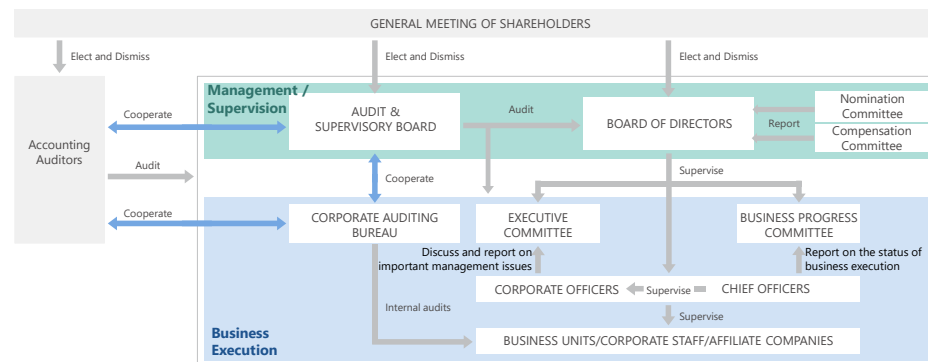 GENERAL MEETING OF SHAREHOLDERS
Elect and Dismiss
Elect and Dismiss
Elect and Dismiss
Management /
Supervision
Cooperate
AUDIT &
SUPERVISORY BOARD
Audit
BOARD OF DIRECTORS
Report
Nomination
Committee
Compensation
Committee
Accounting
Auditors
Audit
Cooperate
Supervise
Cooperate
CORPORATE AUDITING
BUREAU
EXECUTIVE
COMMITTEE
BUSINESS PROGRESS
COMMITTEE
Discuss and report on
important management issues
Report on the status of
business execution
CORPORATE OFFICERS
Supervise
CHIEF OFFICERS
Internal audits
Supervise
Business
Execution
BUSINESS UNITS/CORPORATE STAFF/AFFILIATE COMPANIES